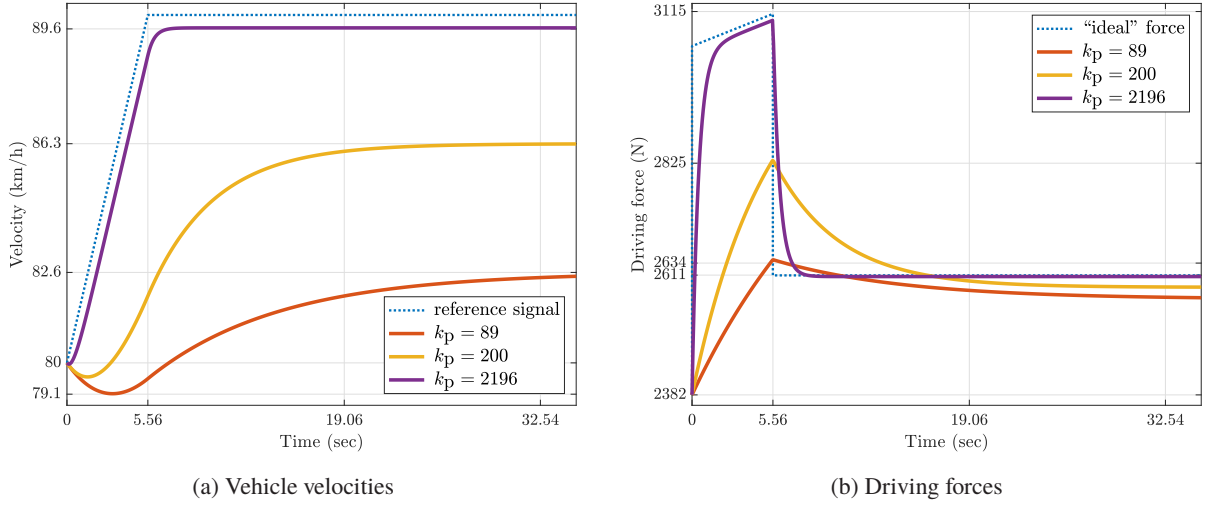 89.6
86.3
82.6
80
79.1
Velocity (km/h)
0
5.56
19.06
32.54
Time (sec)
reference signal
kp = 89
kp = 200
kp = 2196
(a) Vehicle velocities
3115
2825
2634
2611
2382
Driving force (N)
0
5.56
19.06
32.54
Time (sec)
“ideal” force
kp = 89
kp = 200
kp = 2196
(b) Driving forces